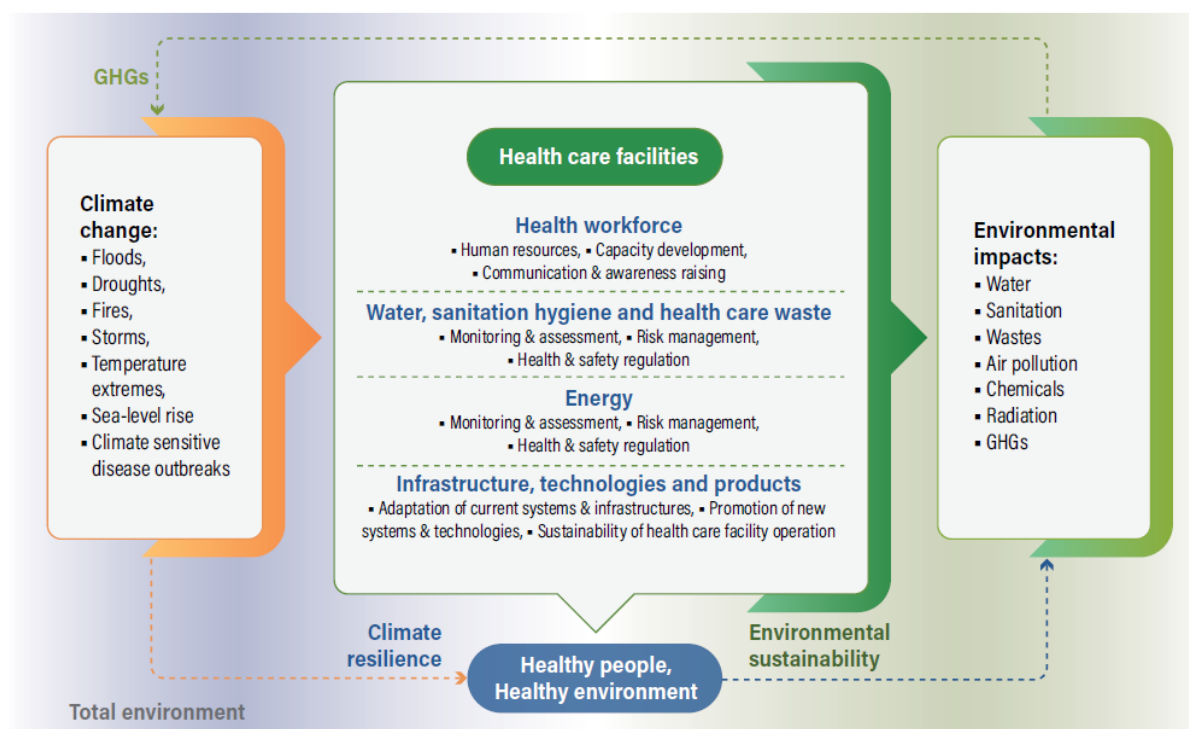 GHGs
Climate
change:
▪ Floods,
▪ Droughts,
▪ Fires,
▪ Storms,
▪ Temperature
extremes,
▪ Sea-level rise
▪ Climate sensitive
disease outbreaks
Health care facilities
Health workforce
▪ Human resources, ▪ Capacity development,
▪ Communication & awareness raising
Water, sanitation hygiene and health care waste
▪ Monitoring & assessment, ▪ Risk management,
▪ Health & safety regulation
Energy
▪ Monitoring & assessment, ▪ Risk management,
▪ Health & safety regulation
Infrastructure, technologies and products
▪ Adaptation of current systems & infrastructures, ▪ Promotion of new
systems & technologies, ▪ Sustainability of health care facility operation
Environmental
impacts:
▪ Water
▪ Sanitation
▪ Wastes
▪ Air pollution
▪ Chemicals
▪ Radiation
▪ GHGs
Climate
resilience
Healthy people,
Healthy environment
Environmental
sustainability
Total environment